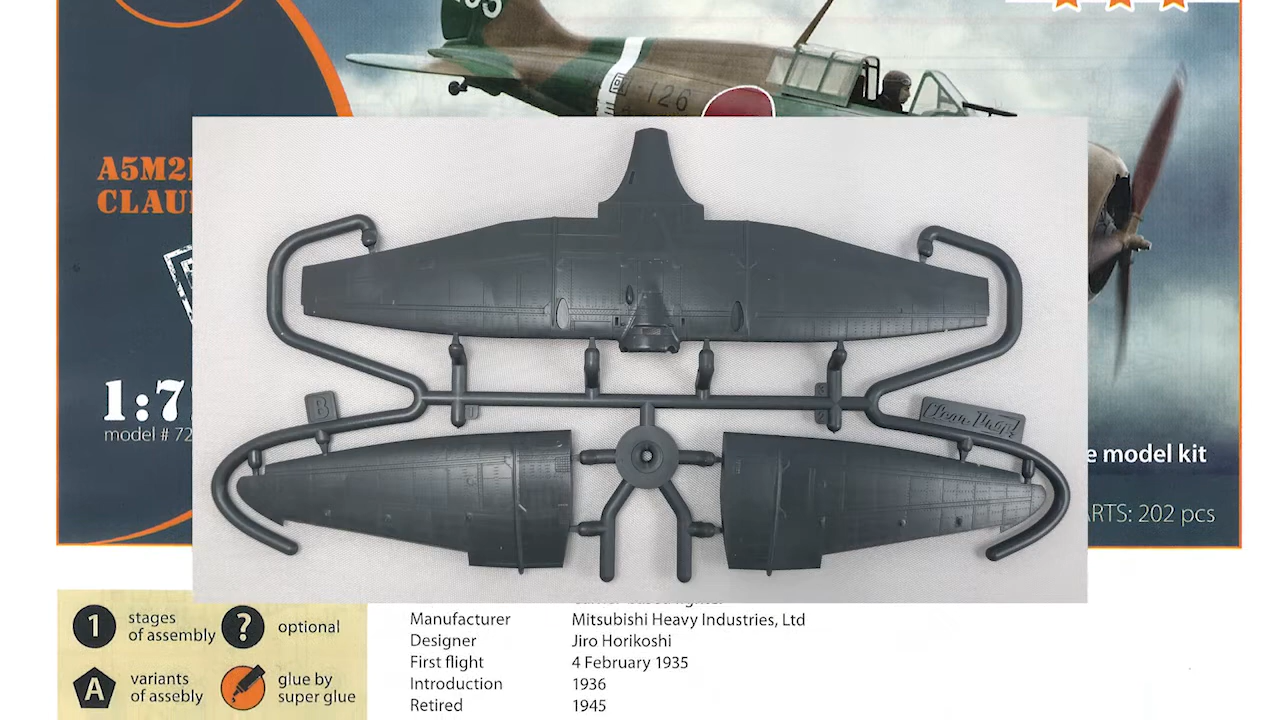 A5M2
CLAU
1:7
model # 72
126
B
Clear Prop!
e model kit
ARTS: 202 pcs
1 stages
of assembly
? optional
A variants
of assebly
glue by
super glue
Manufacturer Mitsubishi Heavy Industries, Ltd
Designer Jiro Horikoshi
First flight 4 February 1935
Introduction 1936
Retired 1945